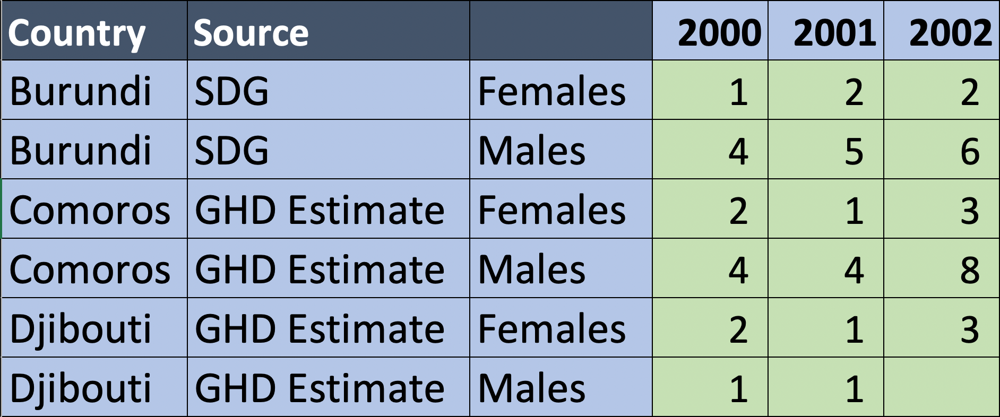 Country Source 2000 2001 2002
Burundi SDG Females 1 2 2
Burundi SDG Males 4 5 6
Comoros GHD Estimate Females 2 1 3
Comoros GHD Estimate Males 4 4 8
Djibouti GHD Estimate Females 2 1 3
Djibouti GHD Estimate Males 1 1